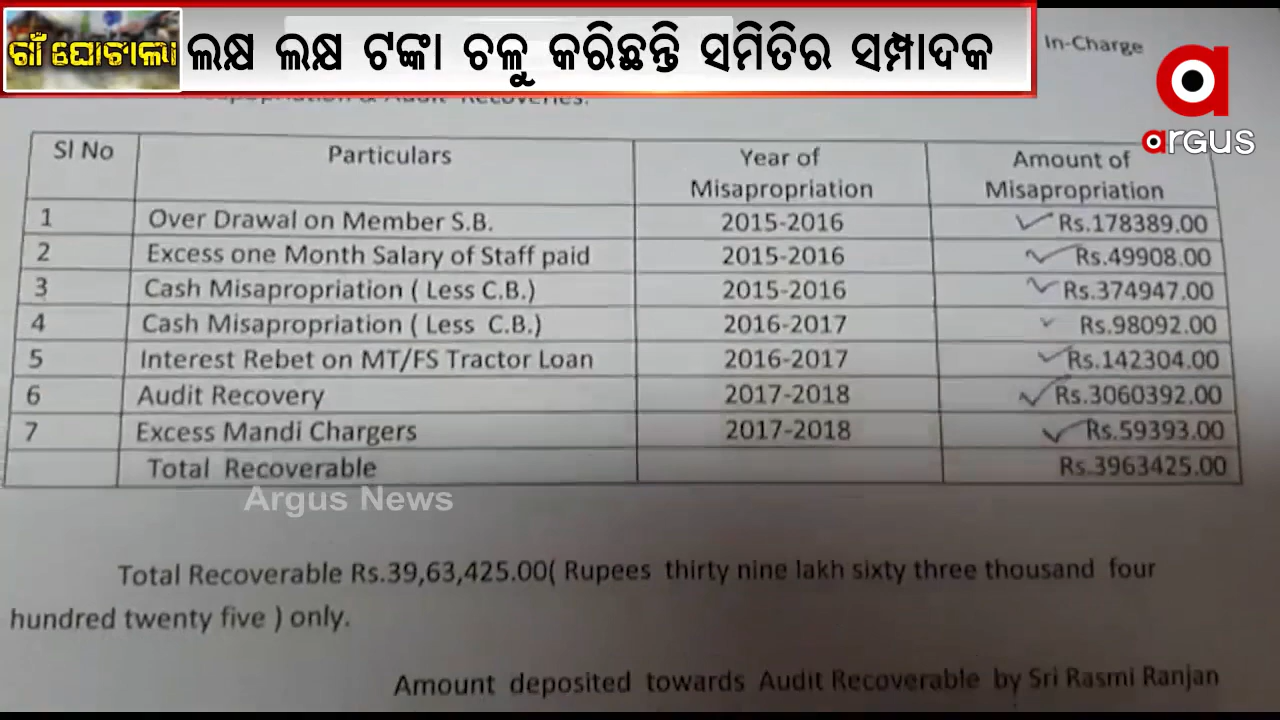 ଗାଁ ଘୋଟାଲା
ଲକ୍ଷ ଲକ୍ଷ ଟଙ୍କା ଚଳୁ କରିଛନ୍ତି ସମିତିର ସମ୍ପାଦକ
In-Charge
argus
Sl No Particulars Year of Misapropriation Amount of Misapropriation
1 Over Drawal on Member S.B. 2015-2016 Rs.178389.00
2 Excess one Month Salary of Staff paid 2015-2016 Rs.49908.00
3 Cash Misapropriation ( Less C.B.) 2015-2016 Rs.374947.00
4 Cash Misapropriation ( Less C.B.) 2016-2017 Rs.98092.00
5 Interest Rebet on MT/FS Tractor Loan 2016-2017 Rs.142304.00
6 Audit Recovery 2017-2018 Rs.3060392.00
7 Excess Mandi Chargers 2017-2018 Rs.59393.00
Total Recoverable Rs.3963425.00
Argus News
Total Recoverable Rs.39,63,425.00( Rupees thirty nine lakh sixty three thousand four
hundred twenty five ) only.
Amount deposited towards Audit Recoverable by Sri Rasmi Ranjan